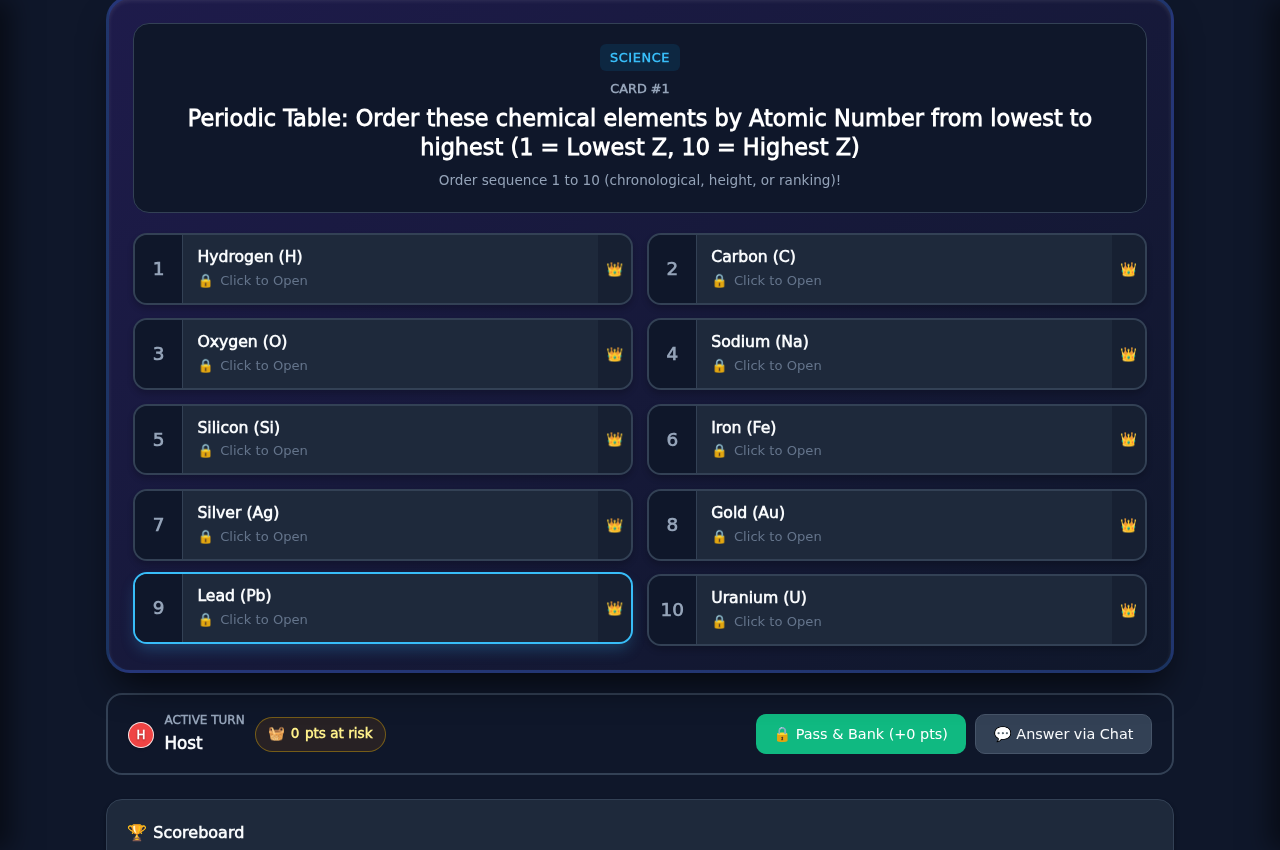 SCIENCE
CARD #1
Periodic Table: Order these chemical elements by Atomic Number from lowest to
highest (1 = Lowest Z, 10 = Highest Z)
Order sequence 1 to 10 (chronological, height, or ranking)!
1
Hydrogen (H)
🔒 Click to Open
👑
2
Carbon (C)
🔒 Click to Open
👑
3
Oxygen (O)
🔒 Click to Open
👑
4
Sodium (Na)
🔒 Click to Open
👑
5
Silicon (Si)
🔒 Click to Open
👑
6
Iron (Fe)
🔒 Click to Open
👑
7
Silver (Ag)
🔒 Click to Open
👑
8
Gold (Au)
🔒 Click to Open
👑
9
Lead (Pb)
🔒 Click to Open
👑
10
Uranium (U)
🔒 Click to Open
👑
H
ACTIVE TURN
Host
🧺 0 pts at risk
🔒 Pass & Bank (+0 pts)
💬 Answer via Chat
🏆 Scoreboard